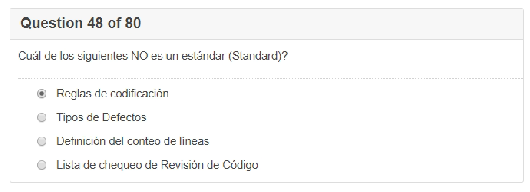 Question 48 of 80
Cuál de los siguientes NO es un estándar (Standard)?
Reglas de codificación
Tipos de Defectos
Definición del conteo de líneas
Lista de chequeo de Revisión de Código